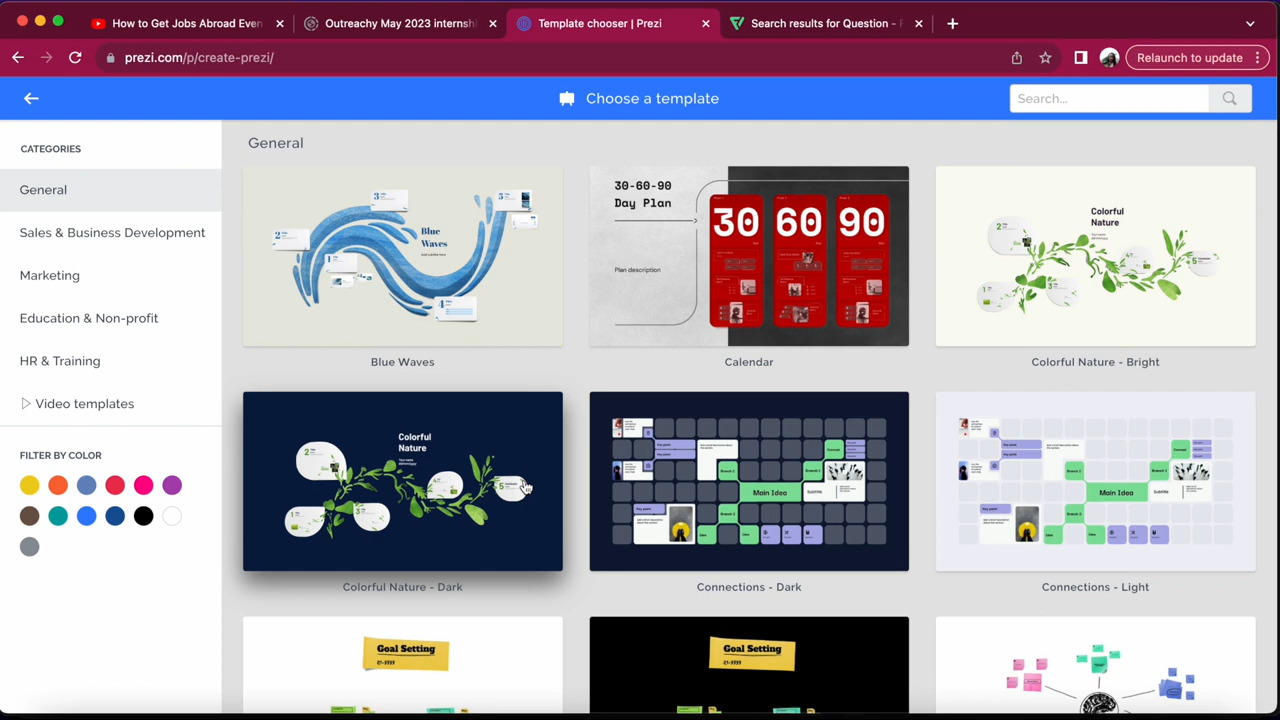 How to Get Jobs Abroad Even
Outreachy May 2023 internsh
Template chooser | Prezi
Search results for Question -
prezi.com/p/create-prezi/
Relaunch to update
Choose a template
Search...
CATEGORIES
General
Sales & Business Development
Marketing
Education & Non-profit
HR & Training
Video templates
FILTER BY COLOR
General
Blue
Waves
Blue Waves
30-60-90
Day Plan
Plan description
30
60
90
Calendar
Colorful
Nature
Colorful Nature - Bright
Colorful
Nature
Colorful Nature - Dark
Main Idea
Connections - Dark
Main Idea
Subtitle
Connections - Light
Goal Setting
Goal Setting